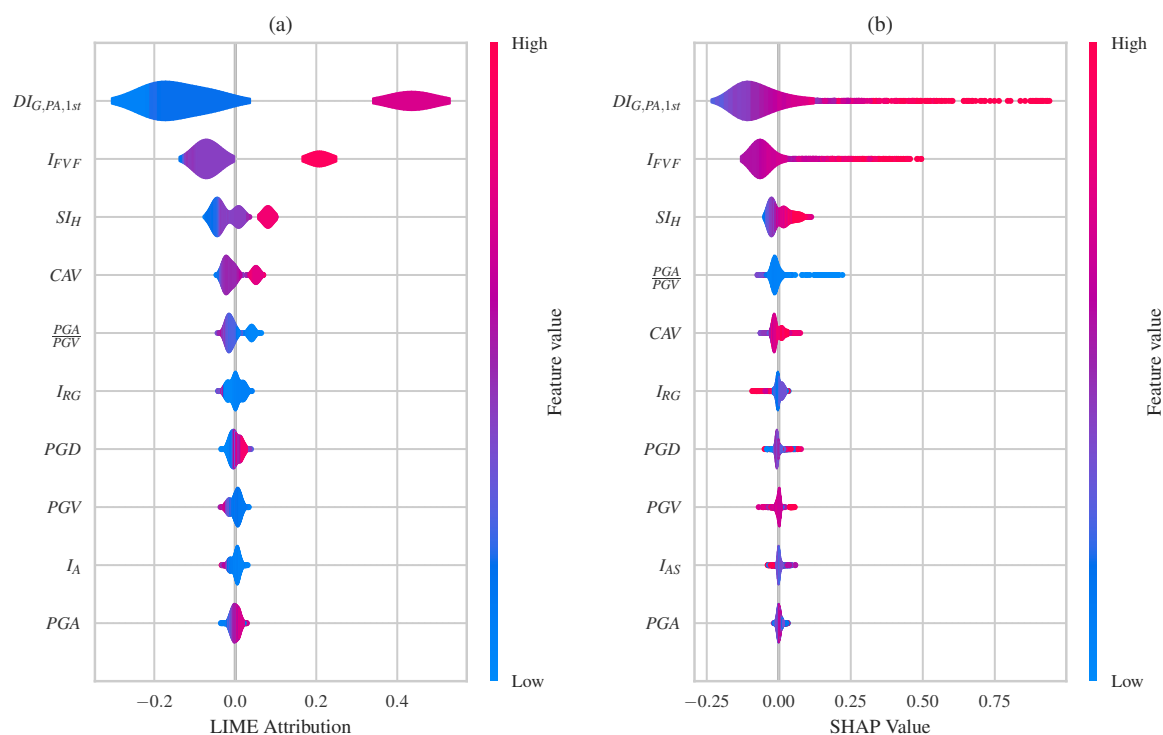 (a)
High
DI_{G,PA,1st}
I_{FVF}
SI_H
CAV
PGA
PGV
I_{RG}
PGD
PGV
I_A
PGA
Feature value
Low
−0.2 0.0 0.2 0.4
LIME Attribution
(b)
High
DI_{G,PA,1st}
I_{FVF}
SI_H
PGA
PGV
CAV
I_{RG}
PGD
PGV
I_{AS}
PGA
Feature value
Low
−0.25 0.00 0.25 0.50 0.75
SHAP Value